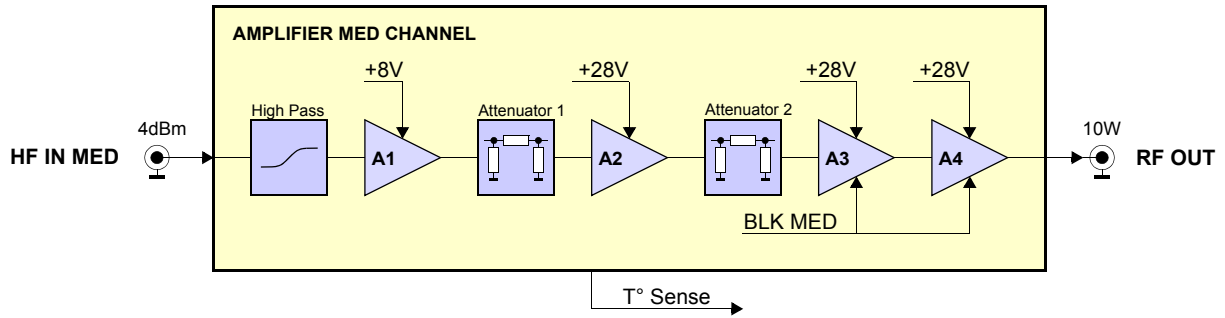 AMPLIFIER MED CHANNEL
+8V
+28V
+28V
+28V
High Pass
Attenuator 1
Attenuator 2
4dBm
10W
HF IN MED
A1
A2
A3
A4
RF OUT
BLK MED
T° Sense